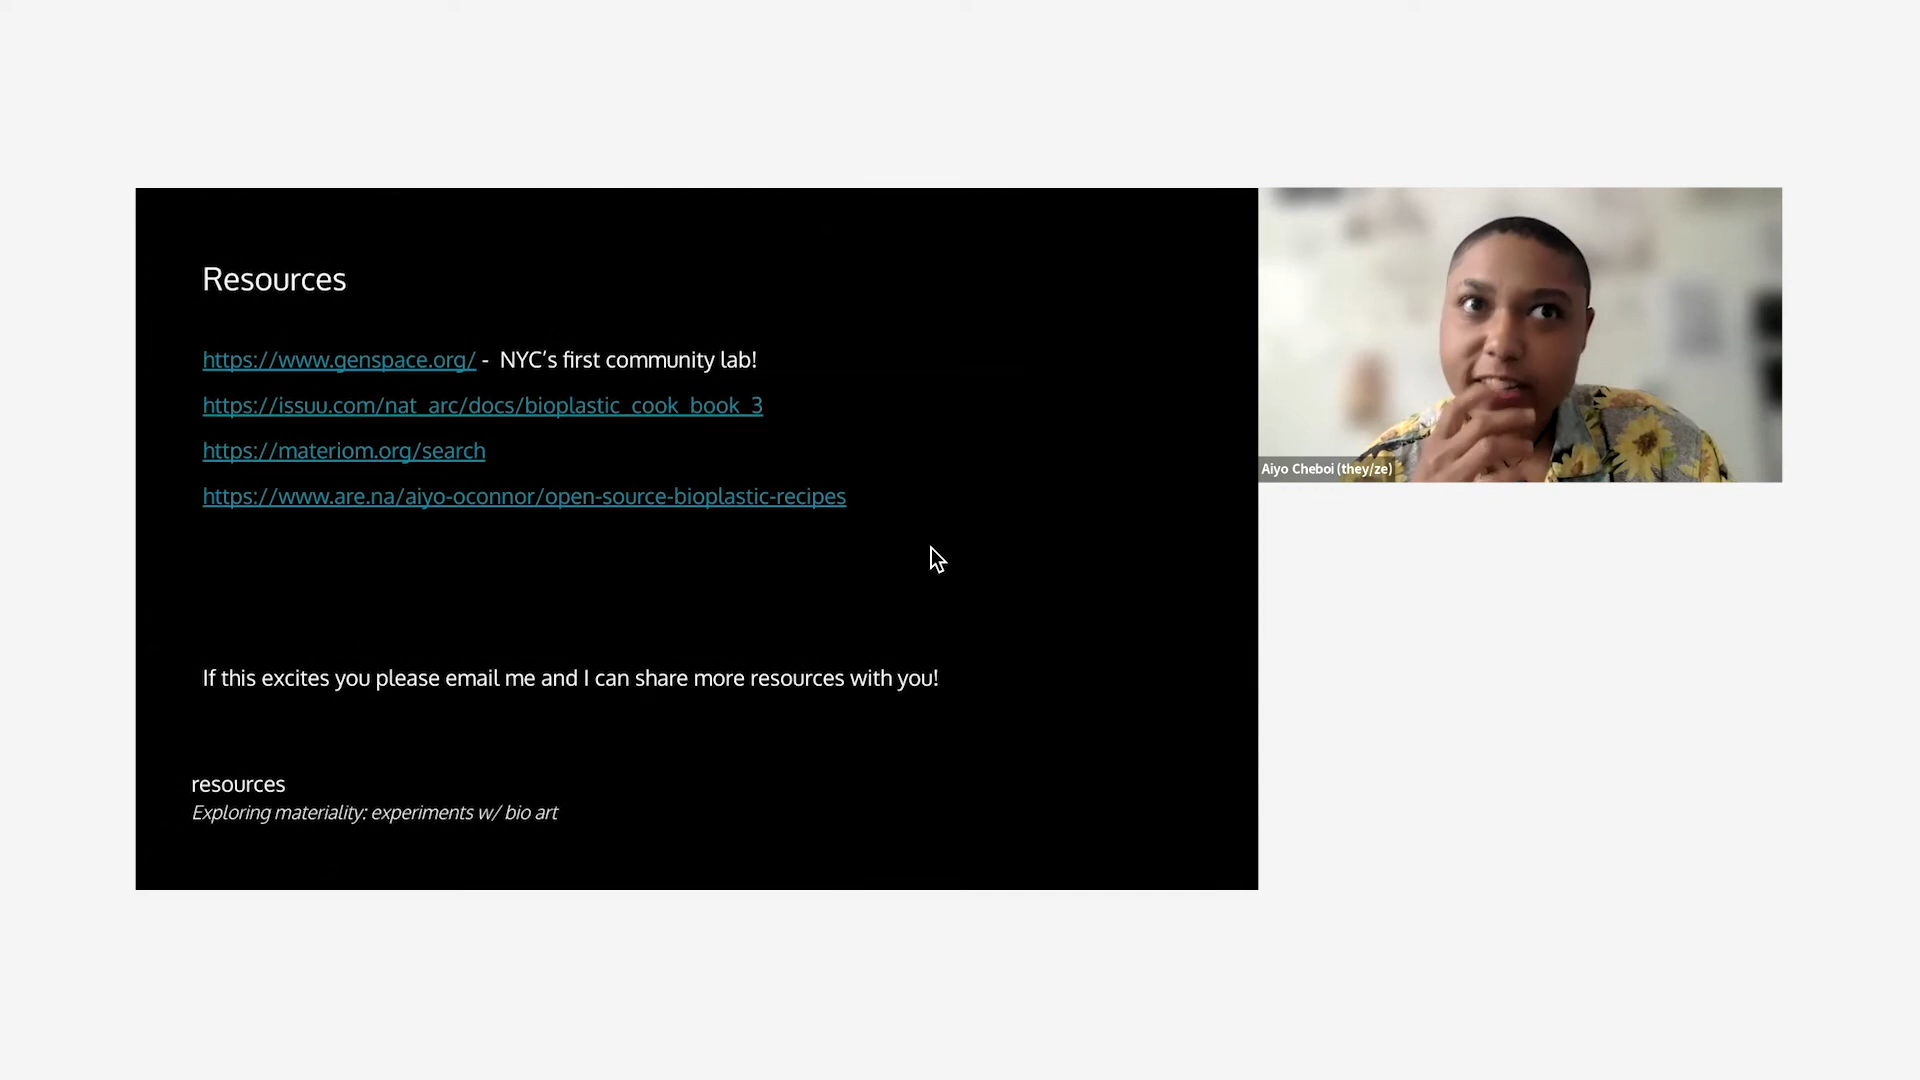 Resources
https://www.genspace.org/ - NYC’s first community lab!
https://issuu.com/nat_arc/docs/bioplastic_cook_book_3
https://materiom.org/search
https://www.are.na/aiyo-oconnor/open-source-bioplastic-recipes
If this excites you please email me and I can share more resources with you!
resources
Exploring materiality: experiments w/ bio art
Aiyo Cheboi (they/ze)